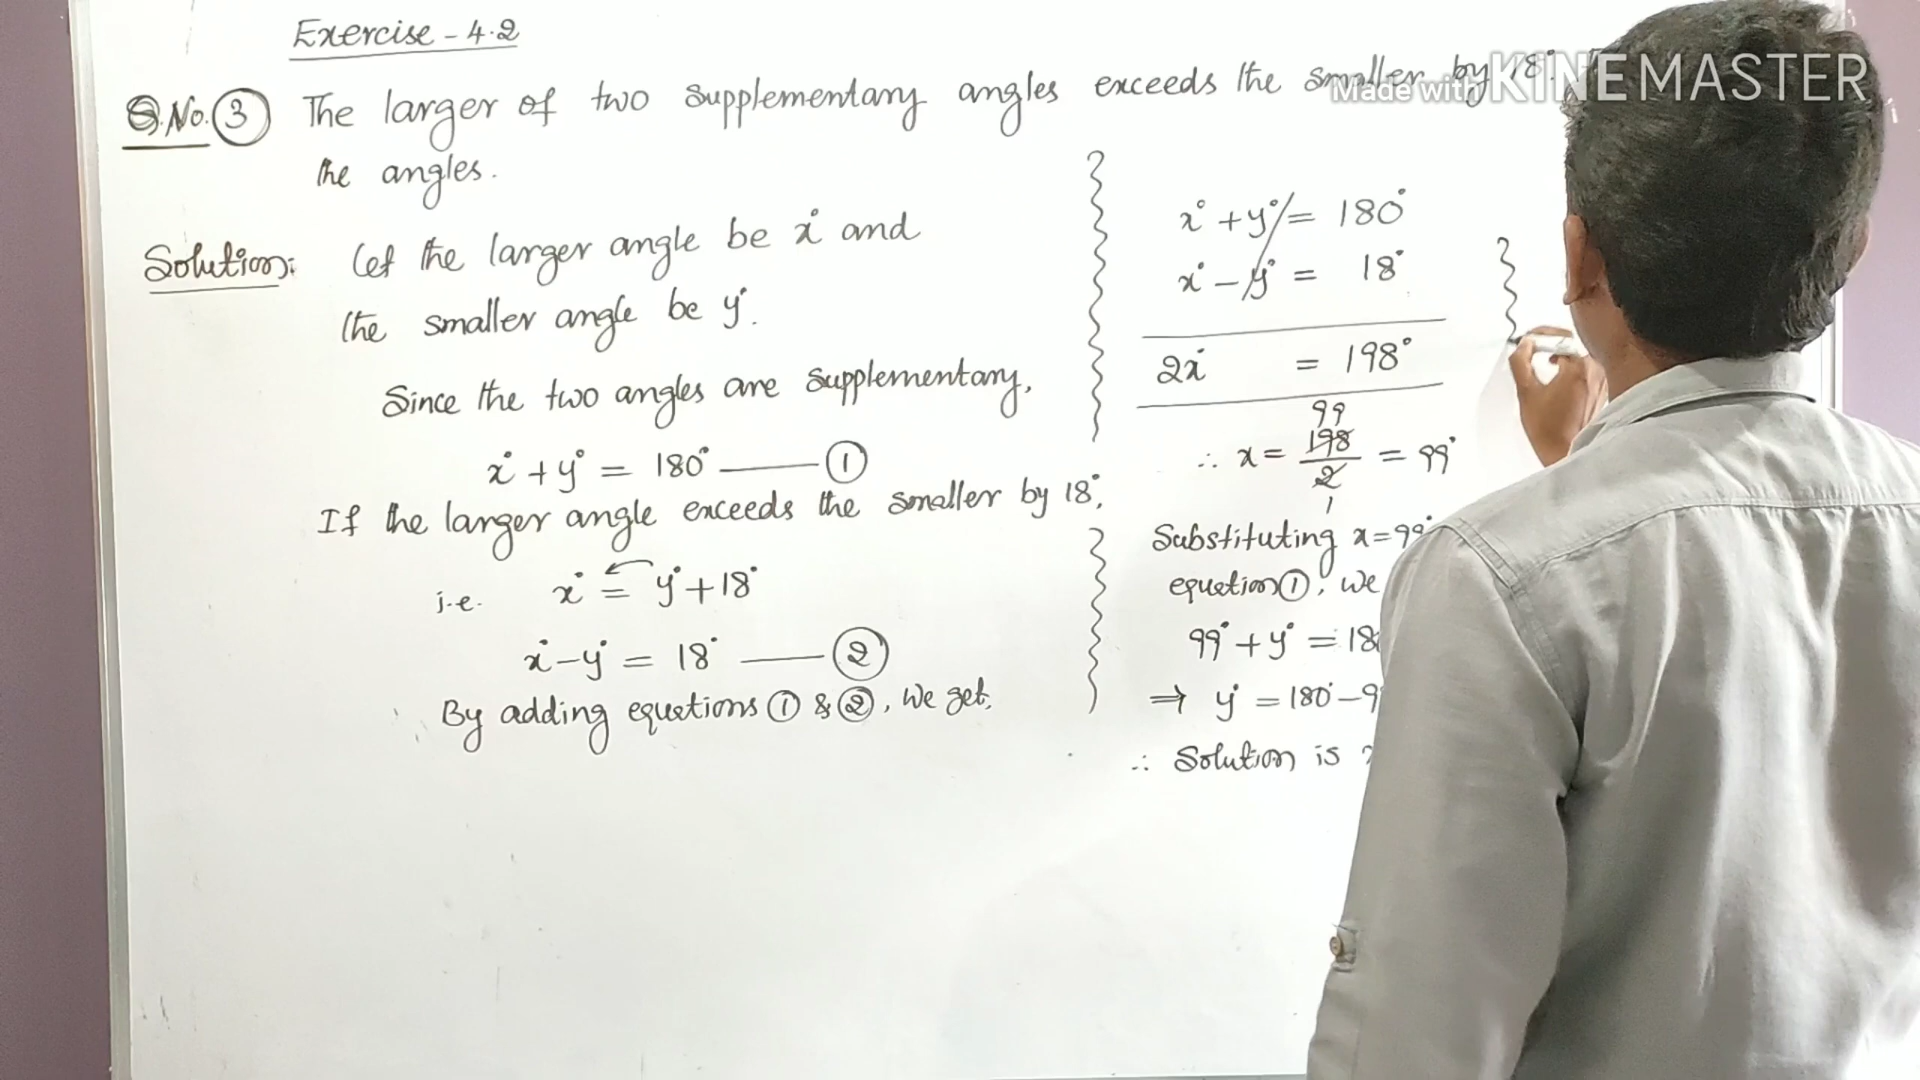 Exercise - 4.2
Q.No. 3 The larger of two supplementary angles exceeds the smaller by 18°.
the angles.
Solution: Let the larger angle be x° and
the smaller angle be y°.
Since the two angles are supplementary,
x° + y° = 180° —— 1
If the larger angle exceeds the smaller by 18°,
i.e. x° = y° + 18°
x° - y° = 18° —— 2
By adding equations 1 & 2, we get,
x° + y° = 180°
x° - y° = 18°
2x° = 198°
99
∴ x = 198/2 = 99°
1
Substituting x = 99°
equation 1, we
99° + y° = 18
⇒ y° = 180° - 9
∴ Solution is
Made with KINEMASTER